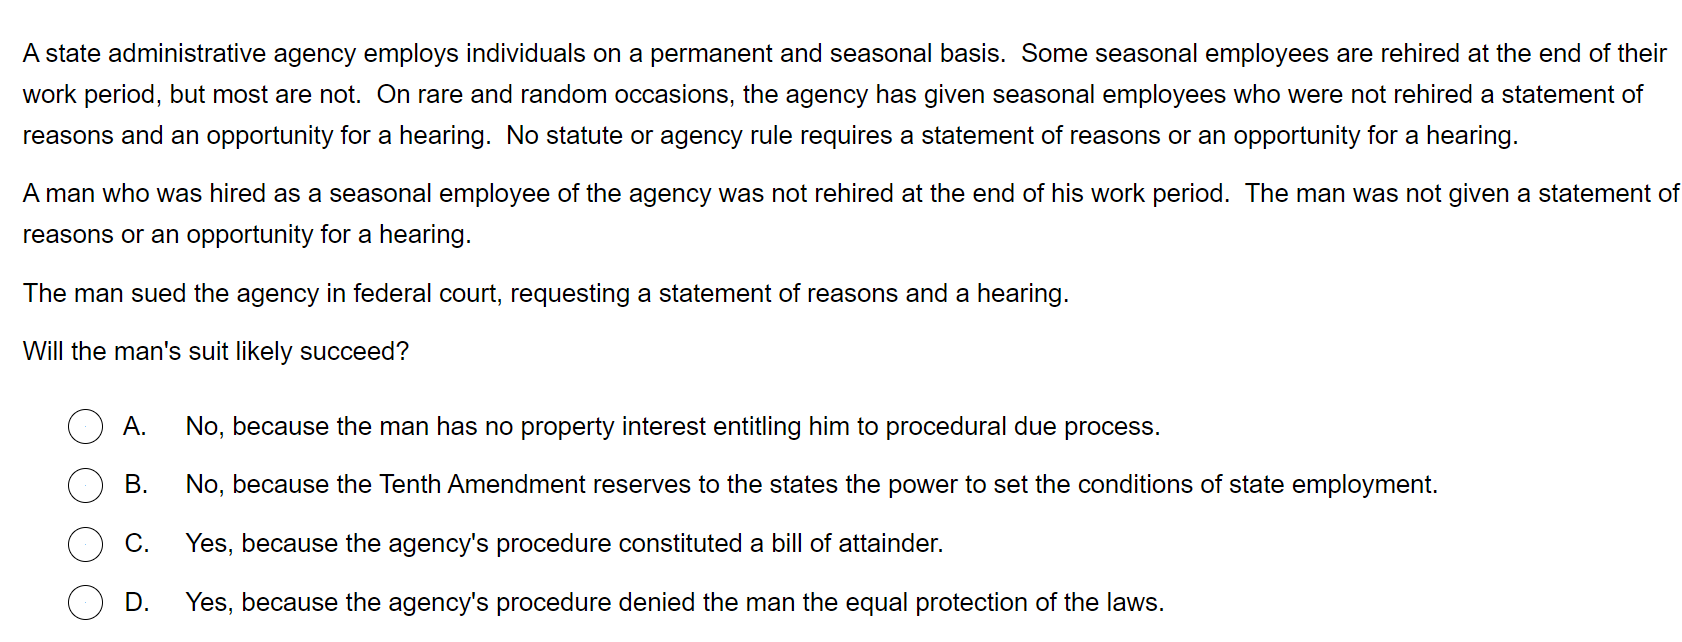 A state administrative agency employs individuals on a permanent and seasonal basis.  Some seasonal employees are rehired at the end of their
work period, but most are not.  On rare and random occasions, the agency has given seasonal employees who were not rehired a statement of
reasons and an opportunity for a hearing.  No statute or agency rule requires a statement of reasons or an opportunity for a hearing.
A man who was hired as a seasonal employee of the agency was not rehired at the end of his work period.  The man was not given a statement of
reasons or an opportunity for a hearing.
The man sued the agency in federal court, requesting a statement of reasons and a hearing.
Will the man's suit likely succeed?
A. No, because the man has no property interest entitling him to procedural due process.
B. No, because the Tenth Amendment reserves to the states the power to set the conditions of state employment.
C. Yes, because the agency's procedure constituted a bill of attainder.
D. Yes, because the agency's procedure denied the man the equal protection of the laws.